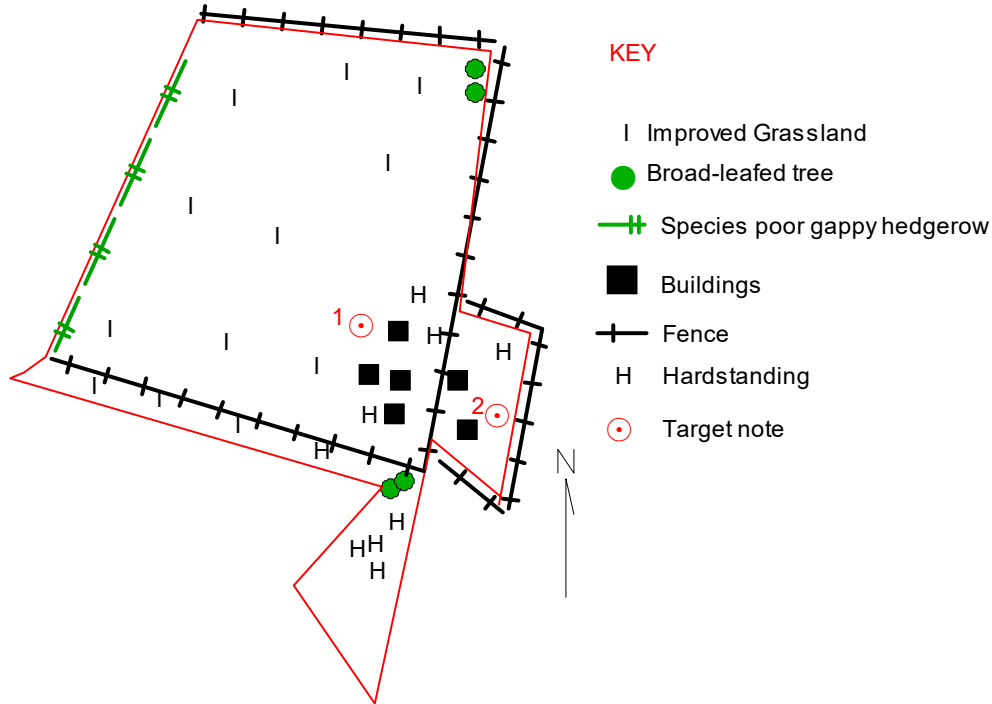 I
I
I
I
I
I
H
1
I
H
I
H
I
I
I
2
H
I
H
H
H H
H
N
KEY
I Improved Grassland
Broad-leafed tree
Species poor gappy hedgerow
Buildings
Fence
H Hardstanding
Target note